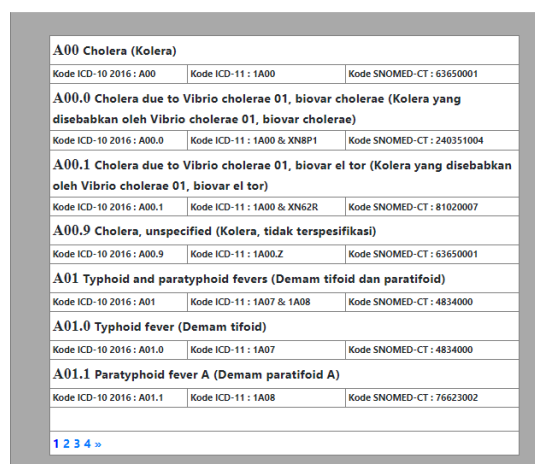 A00 Cholera (Kolera)
Kode ICD-10 2016 : A00 Kode ICD-11 : 1A00 Kode SNOMED-CT : 63650001
A00.0 Cholera due to Vibrio cholerae 01, biovar cholerae (Kolera yang
disebabkan oleh Vibrio cholerae 01, biovar cholerae)
Kode ICD-10 2016 : A00.0 Kode ICD-11 : 1A00 & XN8P1 Kode SNOMED-CT : 240351004
A00.1 Cholera due to Vibrio cholerae 01, biovar el tor (Kolera yang disebabkan
oleh Vibrio cholerae 01, biovar el tor)
Kode ICD-10 2016 : A00.1 Kode ICD-11 : 1A00 & XN62R Kode SNOMED-CT : 81020007
A00.9 Cholera, unspecified (Kolera, tidak terspesifikasi)
Kode ICD-10 2016 : A00.9 Kode ICD-11 : 1A00.Z Kode SNOMED-CT : 63650001
A01 Typhoid and paratyphoid fevers (Demam tifoid dan paratifoid)
Kode ICD-10 2016 : A01 Kode ICD-11 : 1A07 & 1A08 Kode SNOMED-CT : 4834000
A01.0 Typhoid fever (Demam tifoid)
Kode ICD-10 2016 : A01.0 Kode ICD-11 : 1A07 Kode SNOMED-CT : 4834000
A01.1 Paratyphoid fever A (Demam paratifoid A)
Kode ICD-10 2016 : A01.1 Kode ICD-11 : 1A08 Kode SNOMED-CT : 76623002
1 2 3 4 »